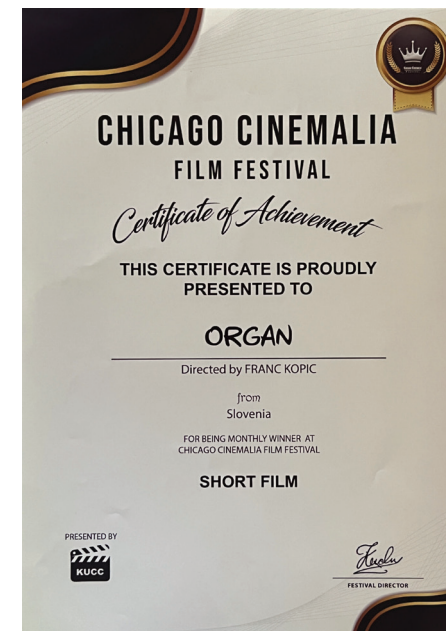 CHICAGO CINEMALIA
FILM FESTIVAL
Certificate of Achievement
THIS CERTIFICATE IS PROUDLY
PRESENTED TO
ORGAN
Directed by FRANC KOPIC
from
Slovenia
FOR BEING MONTHLY WINNER AT
CHICAGO CINEMALIA FILM FESTIVAL
SHORT FILM
PRESENTED BY
KUCC
FESTIVAL DIRECTOR